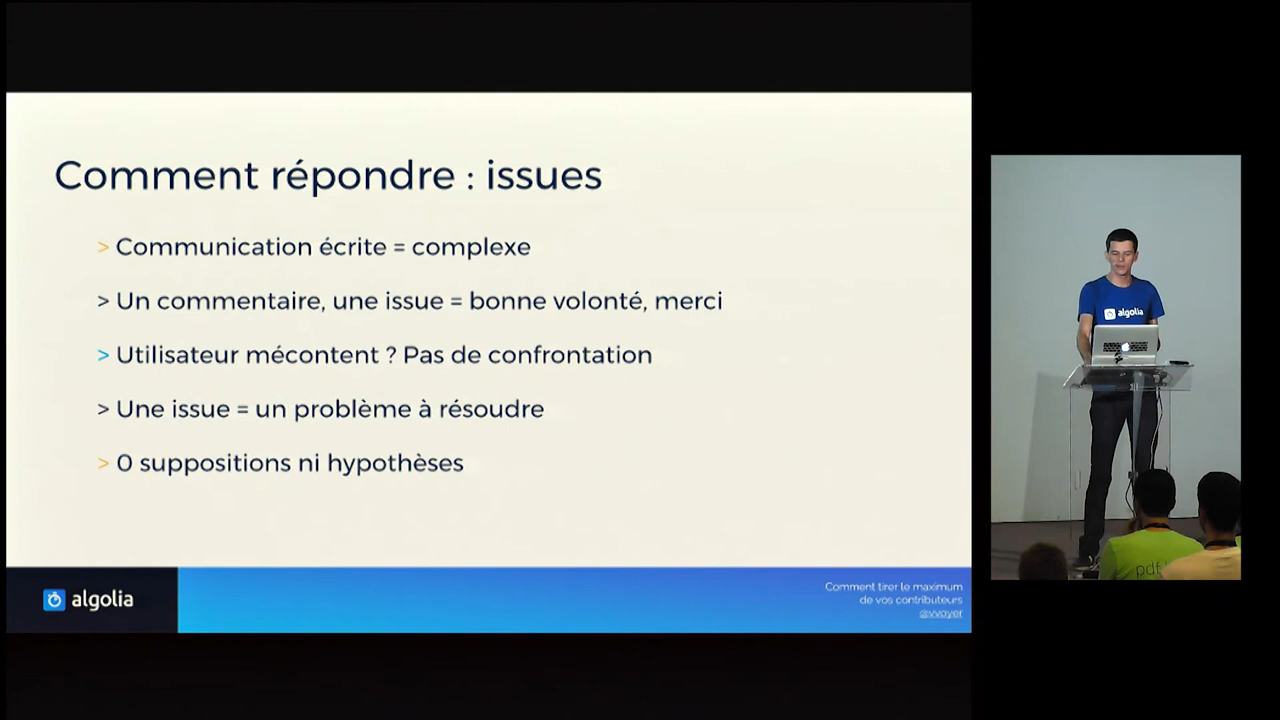 Comment répondre : issues
> Communication écrite = complexe
> Un commentaire, une issue = bonne volonté, merci
> Utilisateur mécontent ? Pas de confrontation
> Une issue = un problème à résoudre
> 0 suppositions ni hypothèses
algolia
Comment tirer le maximum
de vos contributeurs
@vvoyer
algolia
pdf